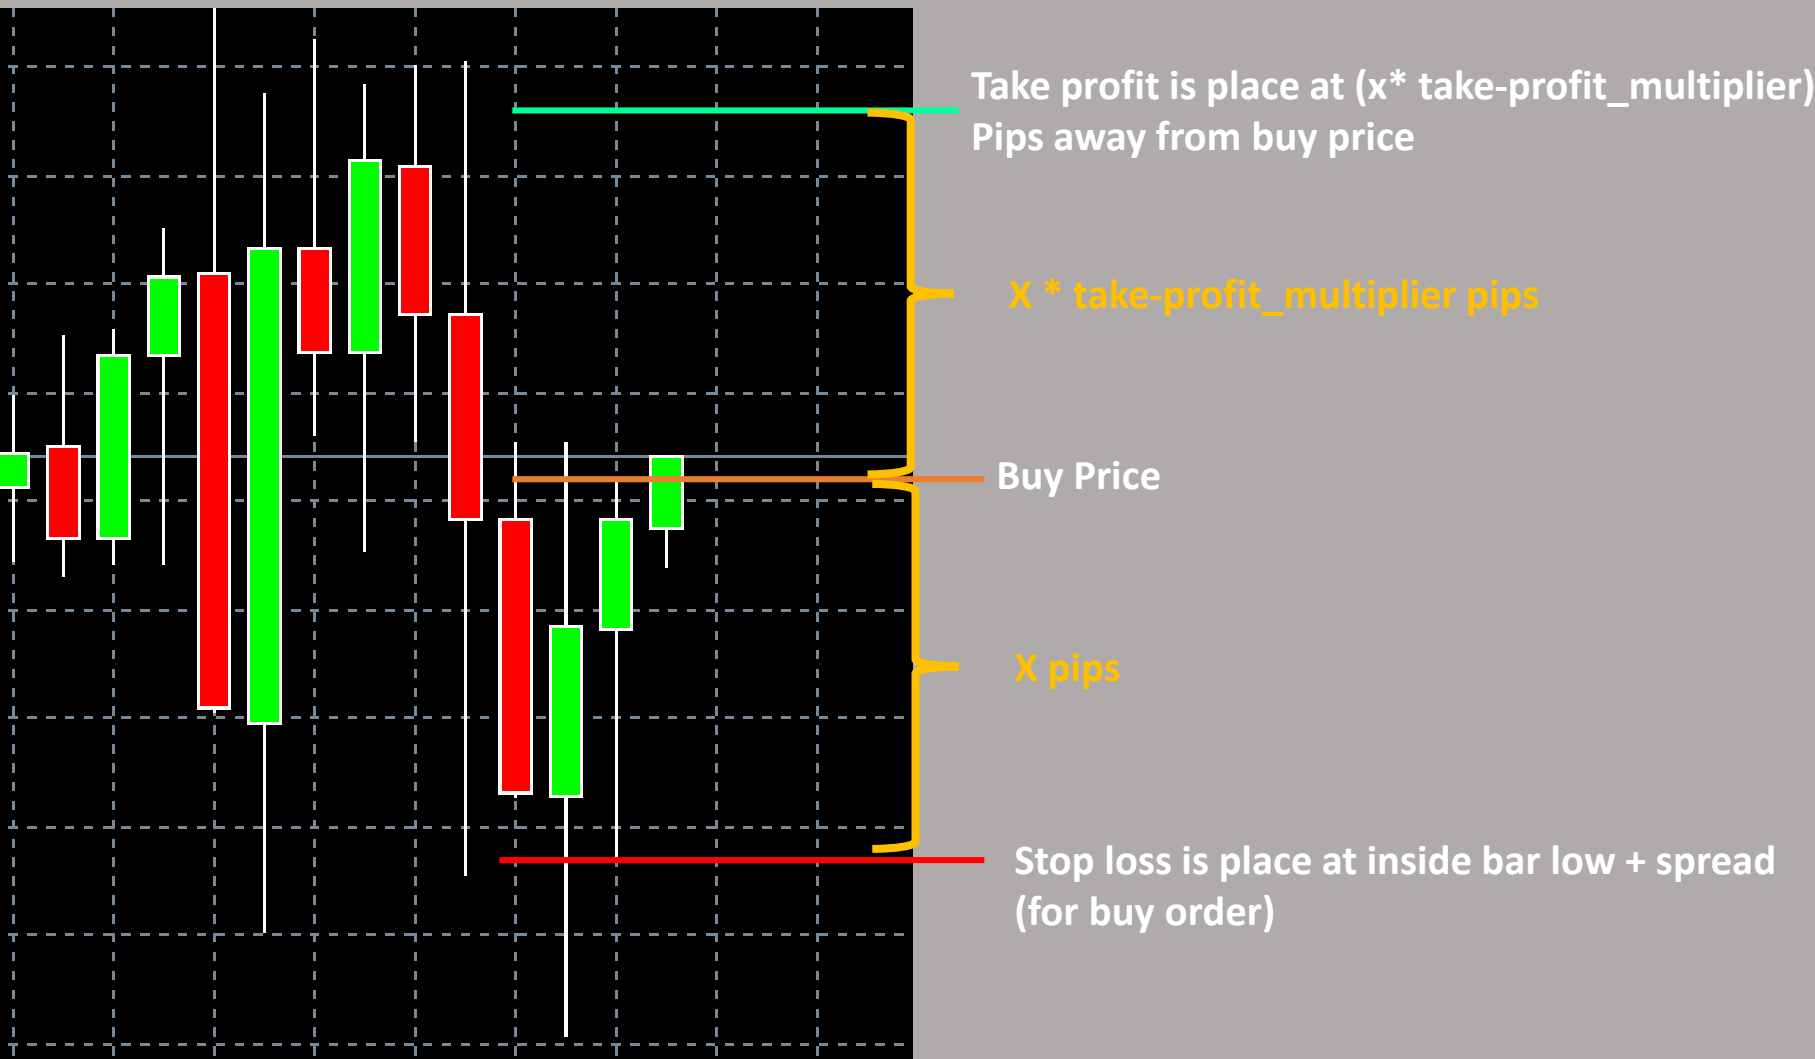 Take profit is place at (x* take-profit_multiplier)
Pips away from buy price
X * take-profit_multiplier pips
Buy Price
X pips
Stop loss is place at inside bar low + spread
(for buy order)